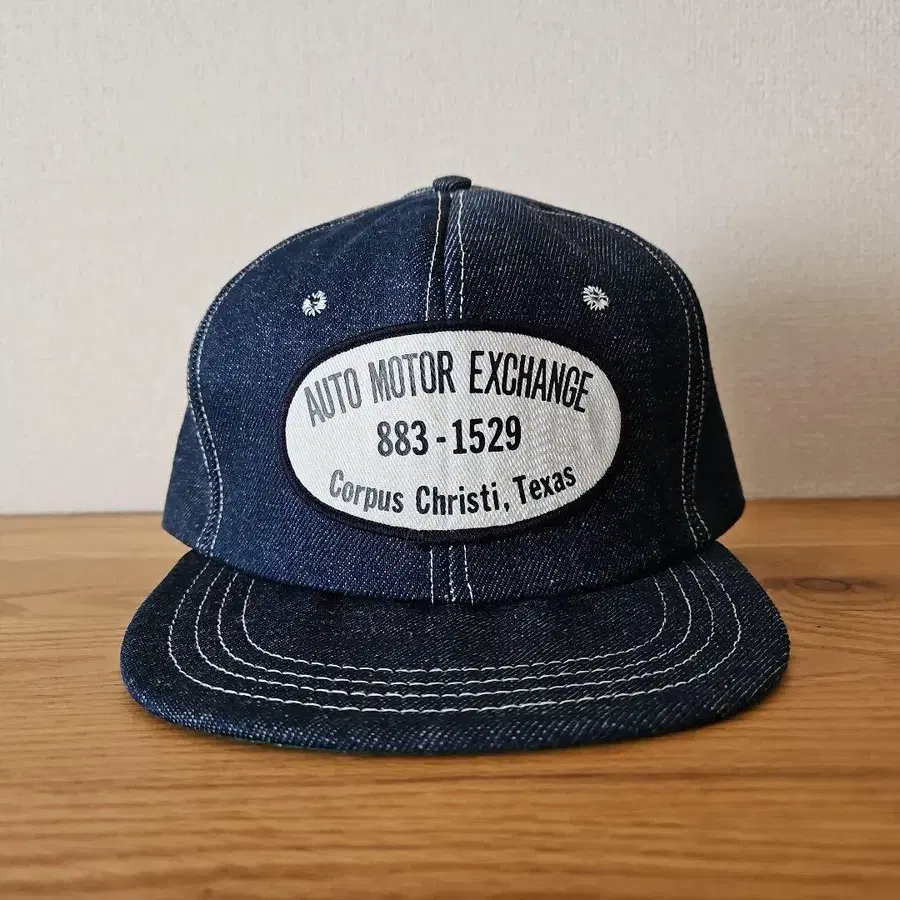 AUTO MOTOR EXCHANGE
883-1529
Corpus Christi, Texas